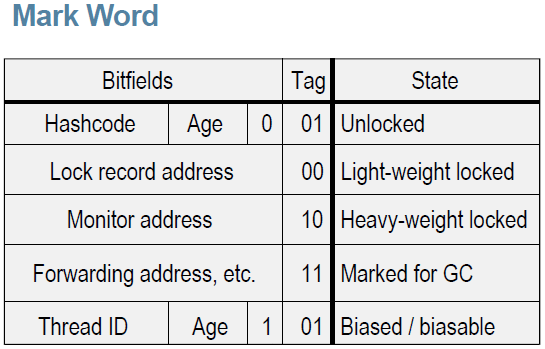 Mark Word
Bitfields Tag State
Hashcode Age 0 01 Unlocked
Lock record address 00 Light-weight locked
Monitor address 10 Heavy-weight locked
Forwarding address, etc. 11 Marked for GC
Thread ID Age 1 01 Biased / biasable